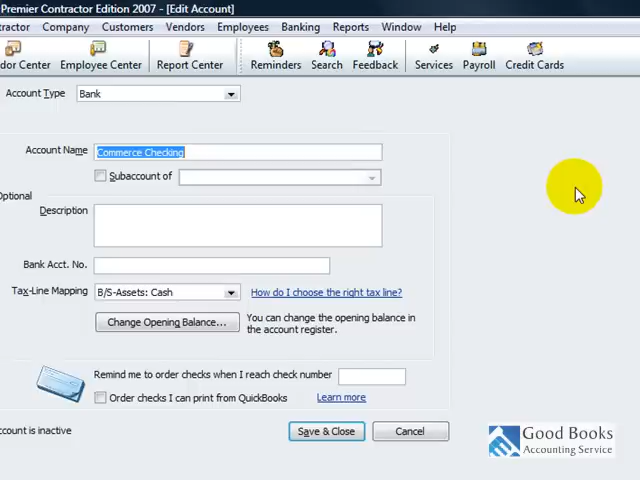 Premier Contractor Edition 2007 - [Edit Account]
Company Customers Vendors Employees Banking Reports Window Help
Employee Center Report Center Reminders Search Feedback Services Payroll Credit Cards
Account Type Bank
Account Name Commerce Checking
Subaccount of
Optional
Description
Bank Acct. No.
Tax-Line Mapping B/S-Assets: Cash How do I choose the right tax line?
Change Opening Balance... You can change the opening balance in
the account register.
Remind me to order checks when I reach check number
Order checks I can print from QuickBooks Learn more
is inactive Save & Close Cancel
Good Books
Accounting Service